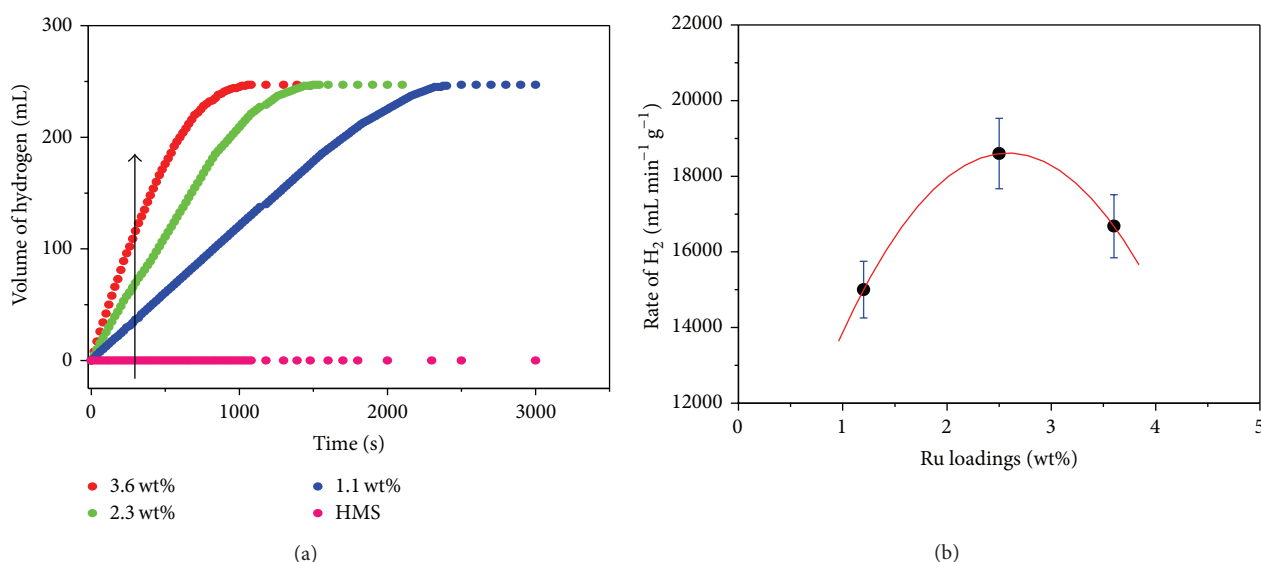 300
200
100
0
Volume of hydrogen (mL)
0 1000 2000 3000
Time (s)
3.6 wt% 1.1 wt%
2.3 wt% HMS
(a)
22000
20000
18000
16000
14000
12000
Rate of H₂ (mL min⁻¹ g⁻¹)
0 1 2 3 4 5
Ru loadings (wt%)
(b)